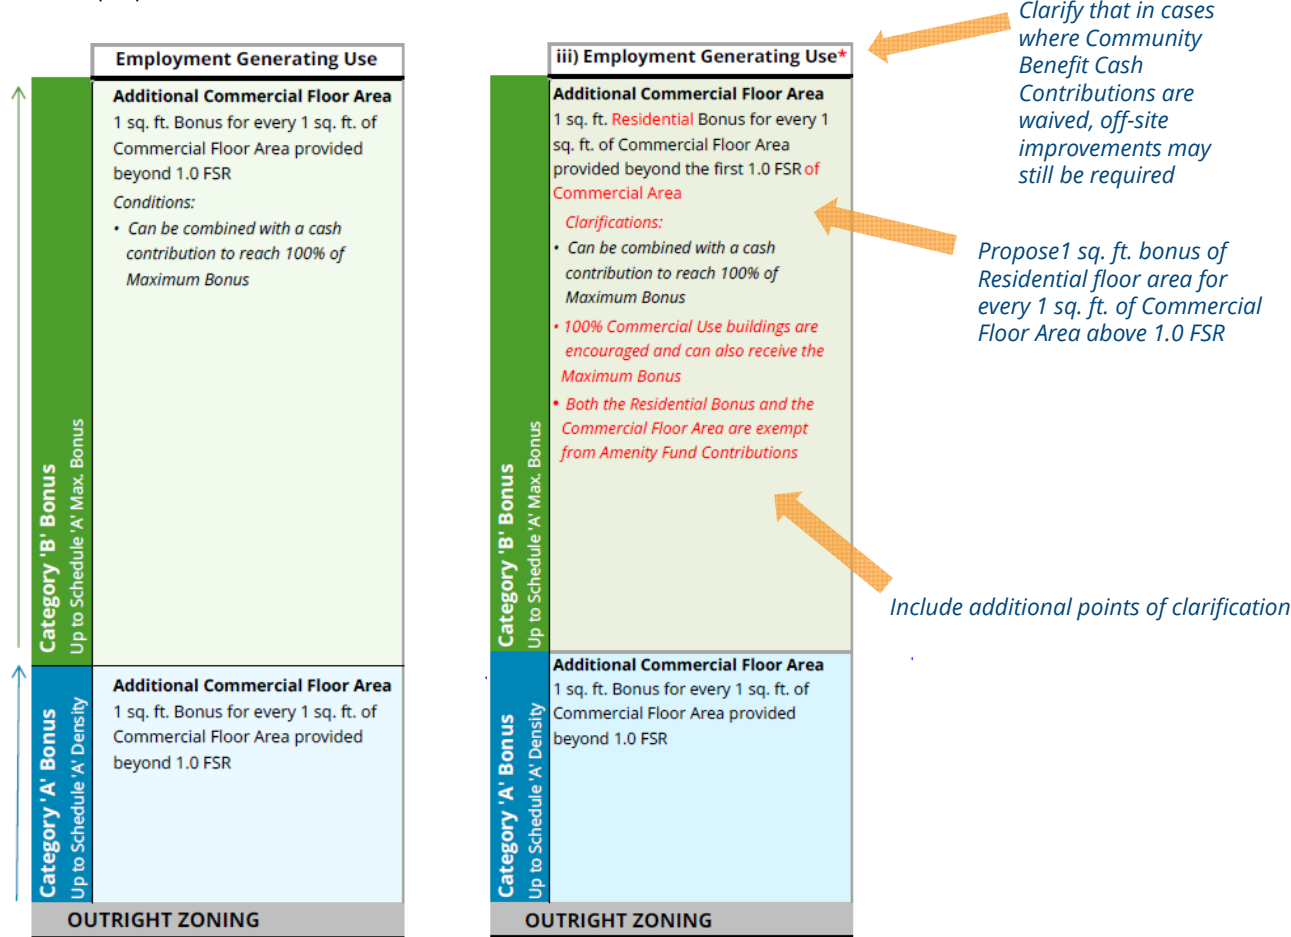 Employment Generating Use
Additional Commercial Floor Area
1 sq. ft. Bonus for every 1 sq. ft. of
Commercial Floor Area provided
beyond 1.0 FSR
Conditions:
• Can be combined with a cash
contribution to reach 100% of
Maximum Bonus
Category 'B' Bonus
Up to Schedule 'A' Max. Bonus
Additional Commercial Floor Area
1 sq. ft. Bonus for every 1 sq. ft. of
Commercial Floor Area provided
beyond 1.0 FSR
Category 'A' Bonus
Up to Schedule 'A' Density
OUTRIGHT ZONING
iii) Employment Generating Use*
Additional Commercial Floor Area
1 sq. ft. Residential Bonus for every 1
sq. ft. of Commercial Floor Area
provided beyond the first 1.0 FSR of
Commercial Area
Clarifications:
• Can be combined with a cash
contribution to reach 100% of
Maximum Bonus
• 100% Commercial Use buildings are
encouraged and can also receive the
Maximum Bonus
• Both the Residential Bonus and the
Commercial Floor Area are exempt
from Amenity Fund Contributions
Category 'B' Bonus
Up to Schedule 'A' Max. Bonus
Additional Commercial Floor Area
1 sq. ft. Bonus for every 1 sq. ft. of
Commercial Floor Area provided
beyond 1.0 FSR
Category 'A' Bonus
Up to Schedule 'A' Density
OUTRIGHT ZONING
Clarify that in cases
where Community
Benefit Cash
Contributions are
waived, off-site
improvements may
still be required
Propose1 sq. ft. bonus of
Residential floor area for
every 1 sq. ft. of Commercial
Floor Area above 1.0 FSR
Include additional points of clarification